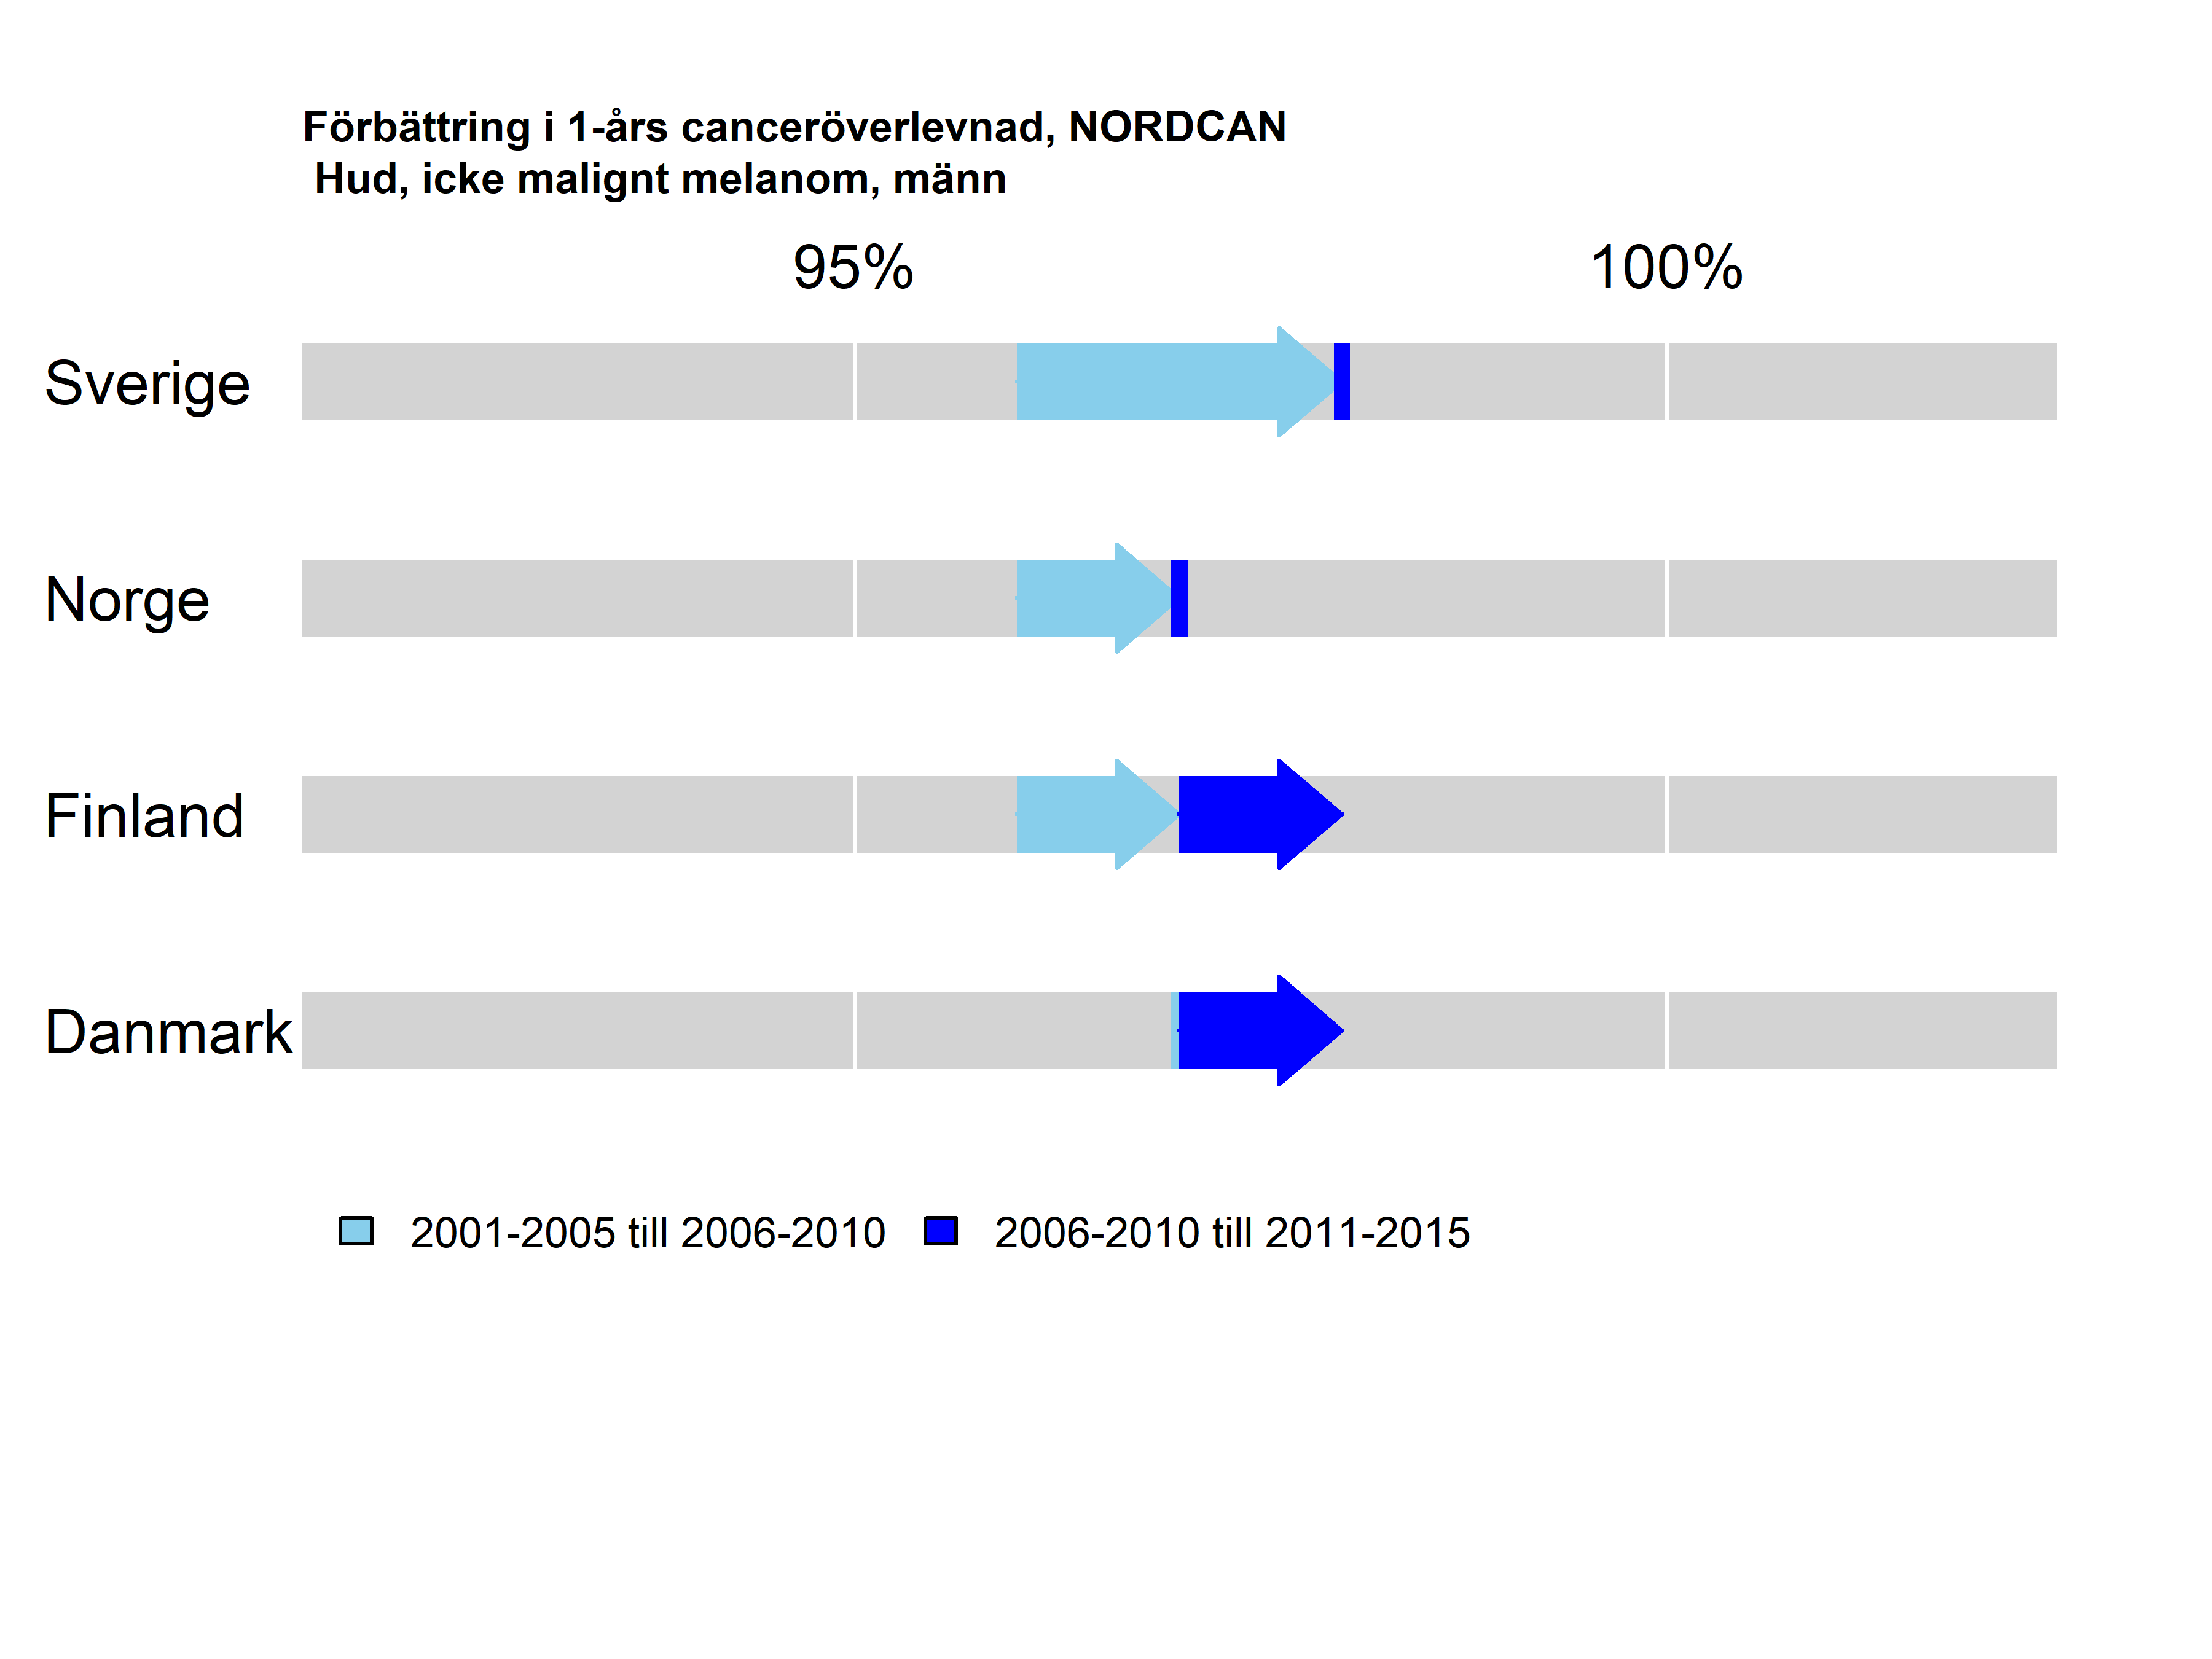 Förbättring i 1-års canceröverlevnad, NORDCAN
Hud, icke malignt melanom, männ
95% 100%
Sverige
Norge
Finland
Danmark
2001-2005 till 2006-2010 2006-2010 till 2011-2015